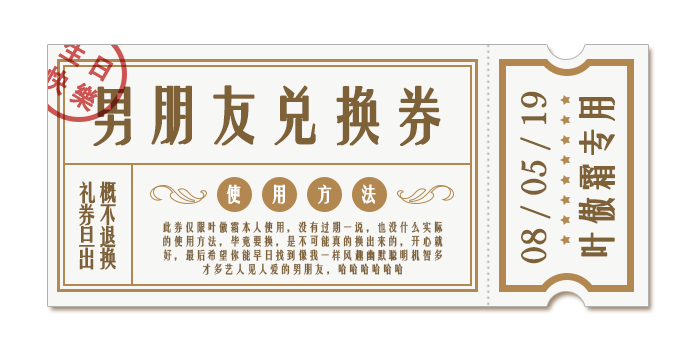 生日
快樂
男朋友兑换券
礼券旦出
概不退换
使用方法
此券仅限叶傲霜本人使用，没有过期一说，也没什么实际
的使用方法，毕竟要换，是不可能真的换出来的，开心就
好，最后希望你能早日找到像我一样风趣幽默聪明机智多
才多艺人见人爱的男朋友，哈哈哈哈哈哈
08 / 05 / 19
叶傲霜专用